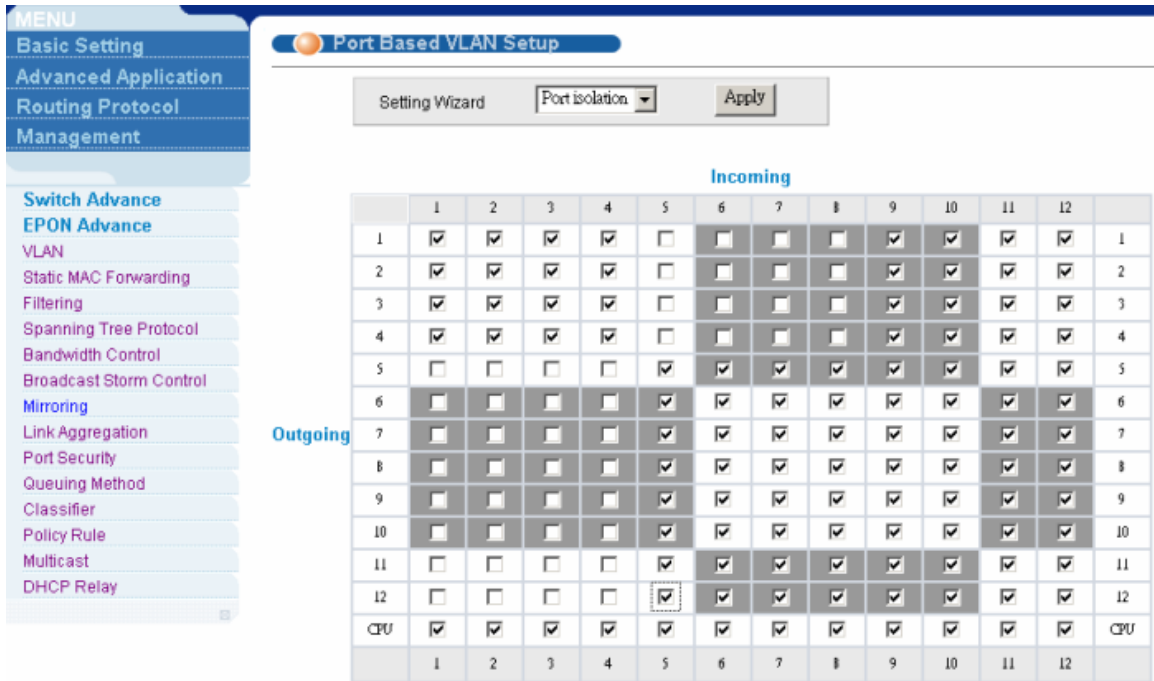 MENU
Basic Setting
Advanced Application
Routing Protocol
Management
Switch Advance
EPON Advance
VLAN
Static MAC Forwarding
Filtering
Spanning Tree Protocol
Bandwidth Control
Broadcast Storm Control
Mirroring
Link Aggregation
Port Security
Queuing Method
Classifier
Policy Rule
Multicast
DHCP Relay
Port Based VLAN Setup
Setting Wizard Port isolation Apply
Incoming
1 2 3 4 5 6 7 8 9 10 11 12
1 1
2 2
3 3
4 4
5 5
6 6
Outgoing 7 7
8 8
9 9
10 10
11 11
12 12
CPU CPU
1 2 3 4 5 6 7 8 9 10 11 12